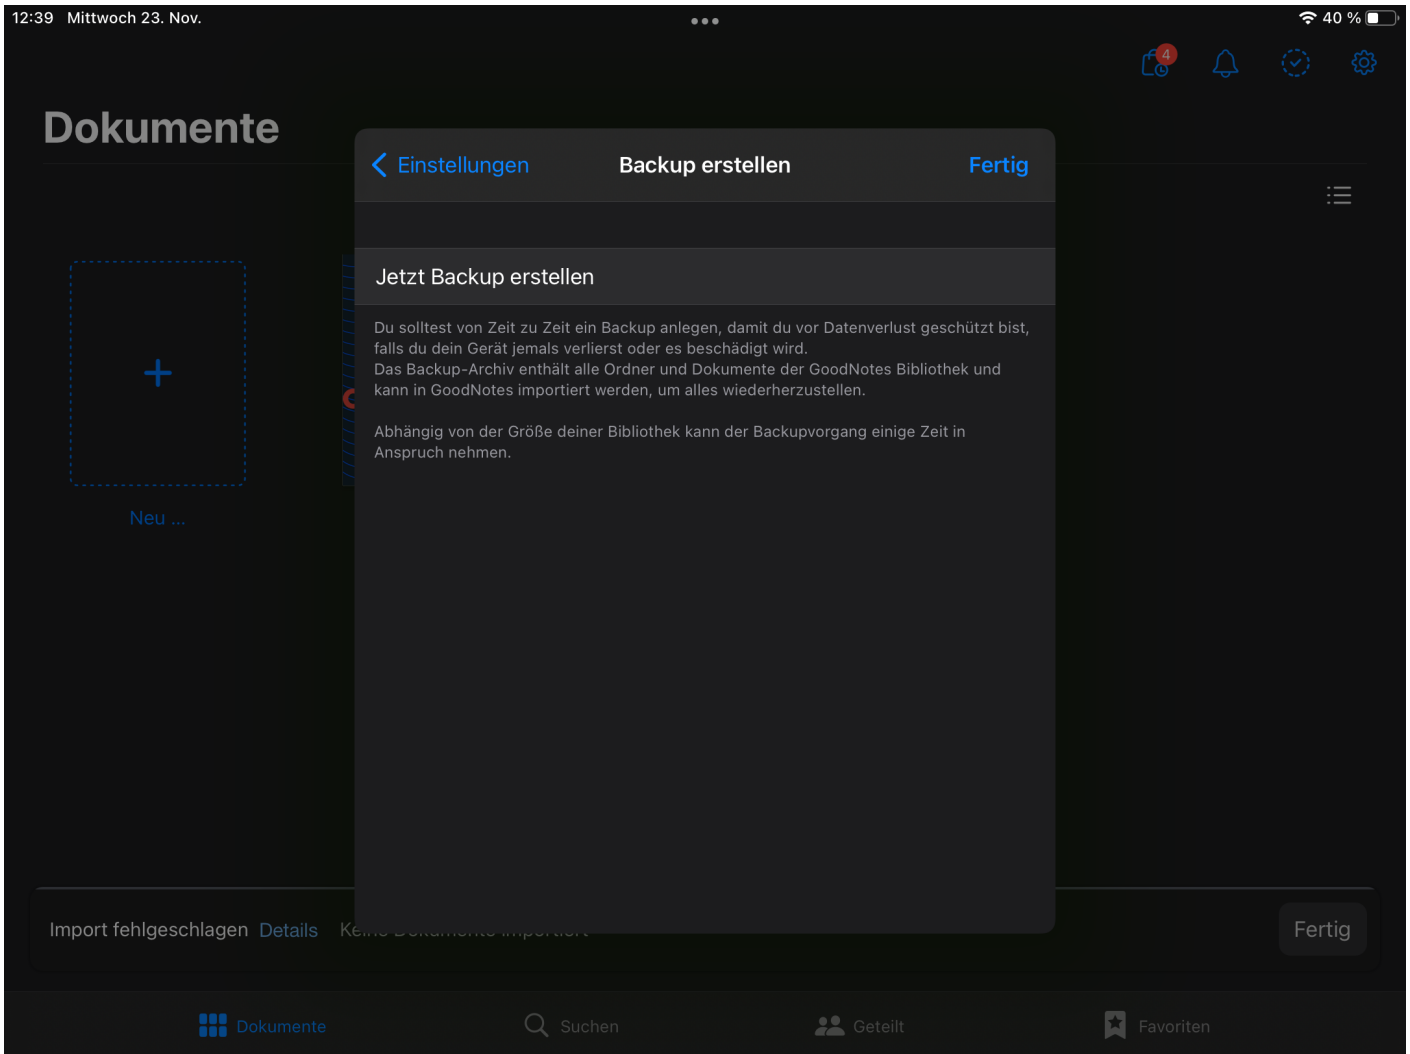 12:39 Mittwoch 23. Nov.
40 %
4
Dokumente
Einstellungen
Backup erstellen
Fertig
Jetzt Backup erstellen
Du solltest von Zeit zu Zeit ein Backup anlegen, damit du vor Datenverlust geschützt bist,
falls du dein Gerät jemals verlierst oder es beschädigt wird.
Das Backup-Archiv enthält alle Ordner und Dokumente der GoodNotes Bibliothek und
kann in GoodNotes importiert werden, um alles wiederherzustellen.
Abhängig von der Größe deiner Bibliothek kann der Backupvorgang einige Zeit in
Anspruch nehmen.
Neu ...
Import fehlgeschlagen Details Keine Dokumente importiert
Fertig
Dokumente
Suchen
Geteilt
Favoriten